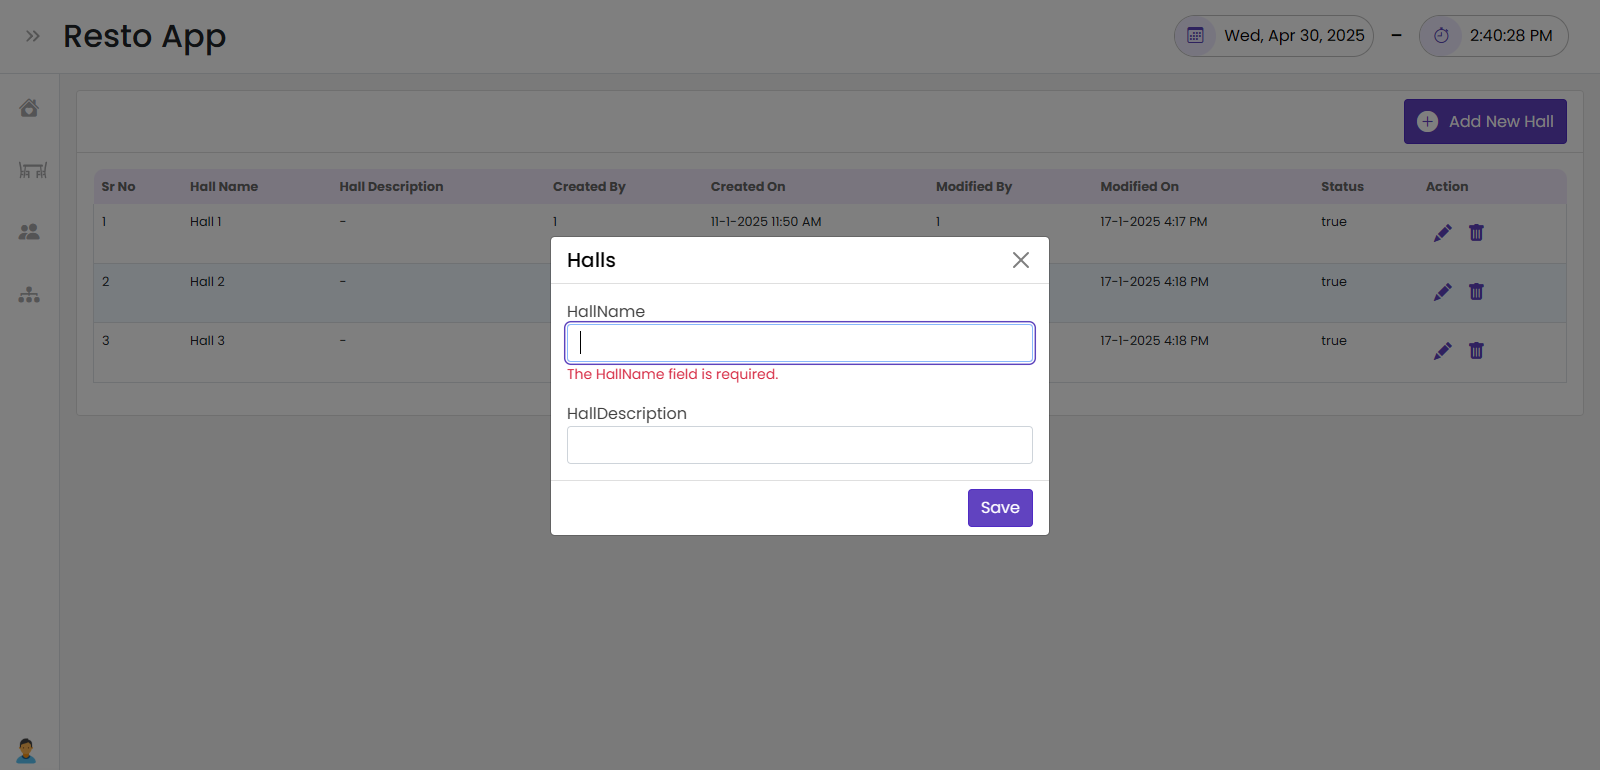 Resto App
Wed, Apr 30, 2025 – 2:40:28 PM
Add New Hall
Sr No Hall Name Hall Description Created By Created On Modified By Modified On Status Action
1 Hall 1 - 1 11-1-2025 11:50 AM 1 17-1-2025 4:17 PM true
2 Hall 2 - 17-1-2025 4:18 PM true
3 Hall 3 - 17-1-2025 4:18 PM true
Halls
HallName
The HallName field is required.
HallDescription
Save